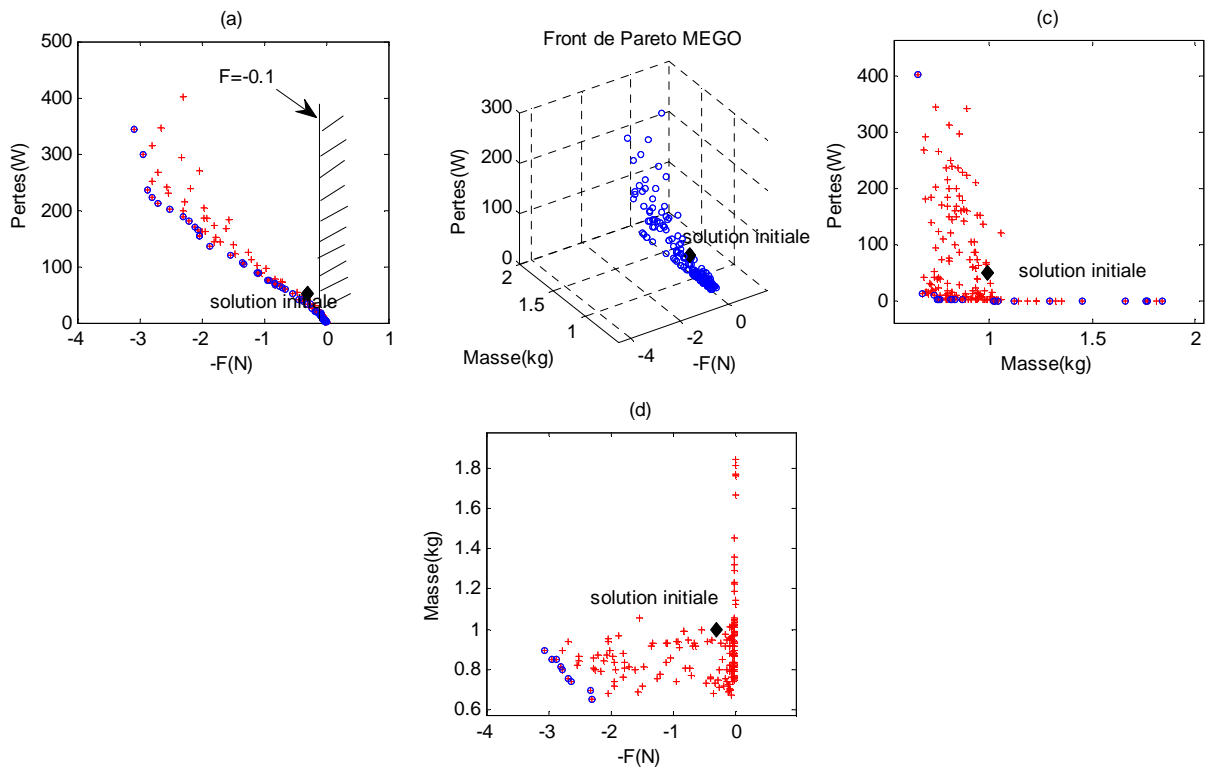 (a)
500
400
300
200
100
0
-4
-3
-2
-1
0
1
Pertes(W)
-F(N)
F=-0.1
solution initiale
Front de Pareto MEGO
300
200
100
0
2
1.5
1
-4
-2
0
Pertes(W)
Masse(kg)
-F(N)
solution initiale
(c)
400
300
200
100
0
1
1.5
2
Pertes(W)
Masse(kg)
solution initiale
(d)
1.8
1.6
1.4
1.2
1
0.8
0.6
-4
-3
-2
-1
0
Masse(kg)
-F(N)
solution initiale